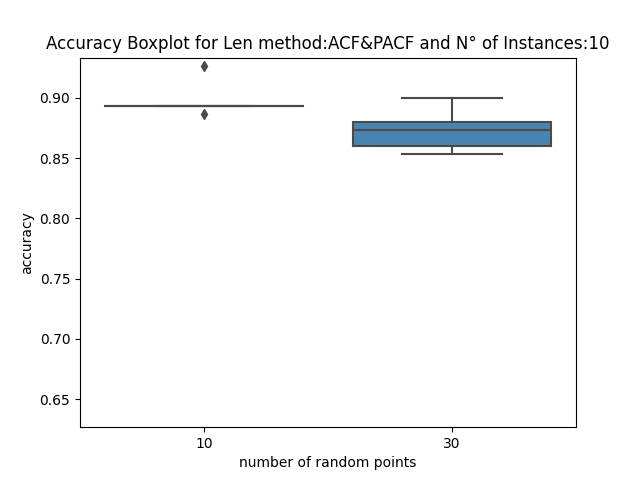 Accuracy Boxplot for Len method:ACF&PACF and N° of Instances:10
0.90
0.85
0.80
0.75
0.70
0.65
accuracy
10 30
number of random points